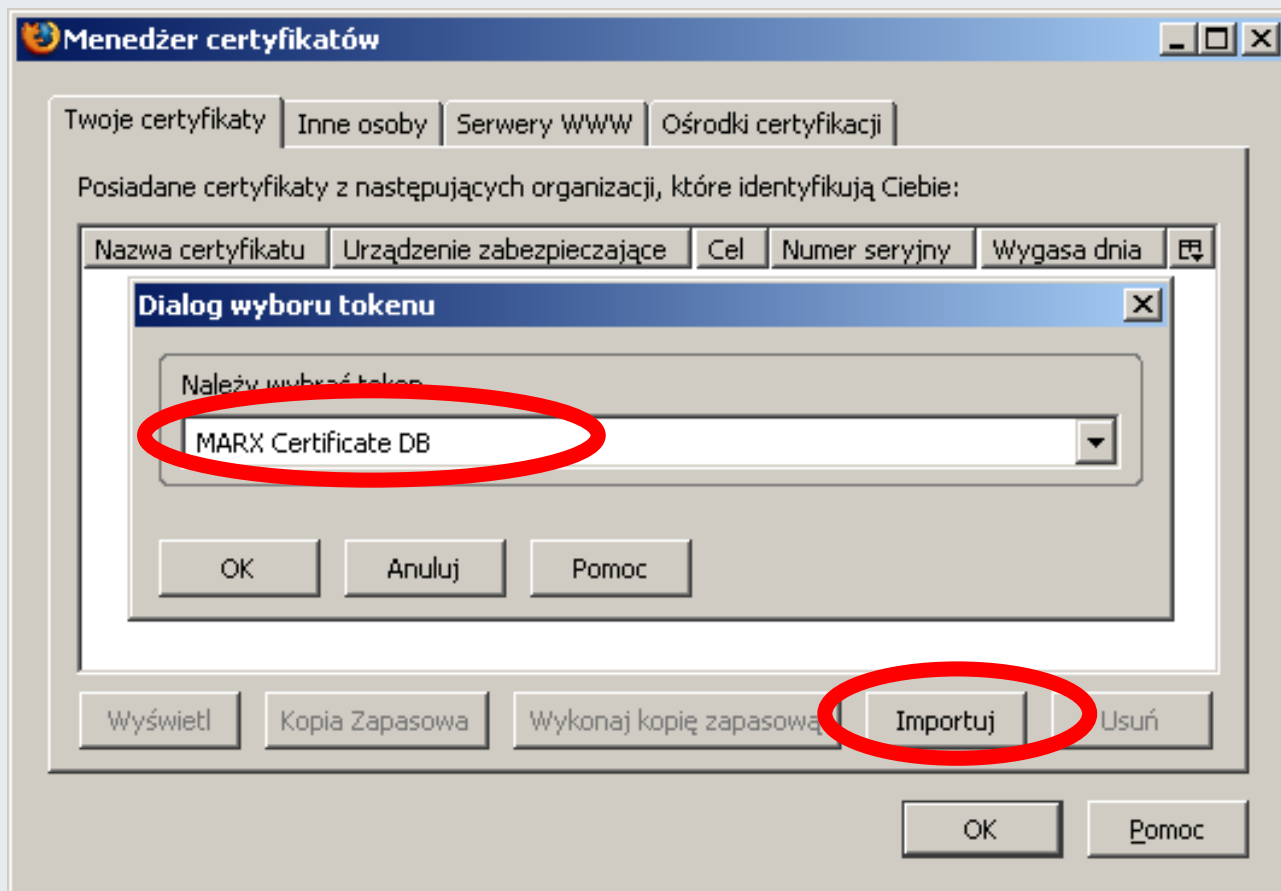 Menedżer certyfikatów
Twoje certyfikaty Inne osoby Serwery WWW Ośrodki certyfikacji
Posiadane certyfikaty z następujących organizacji, które identyfikują Ciebie:
Nazwa certyfikatu Urządzenie zabezpieczające Cel Numer seryjny Wygasa dnia
Dialog wyboru tokenu
Należy wybrać token
MARX Certificate DB
OK Anuluj Pomoc
Wyświetl Kopia Zapasowa Wykonaj kopię zapasową Importuj Usuń
OK Pomoc